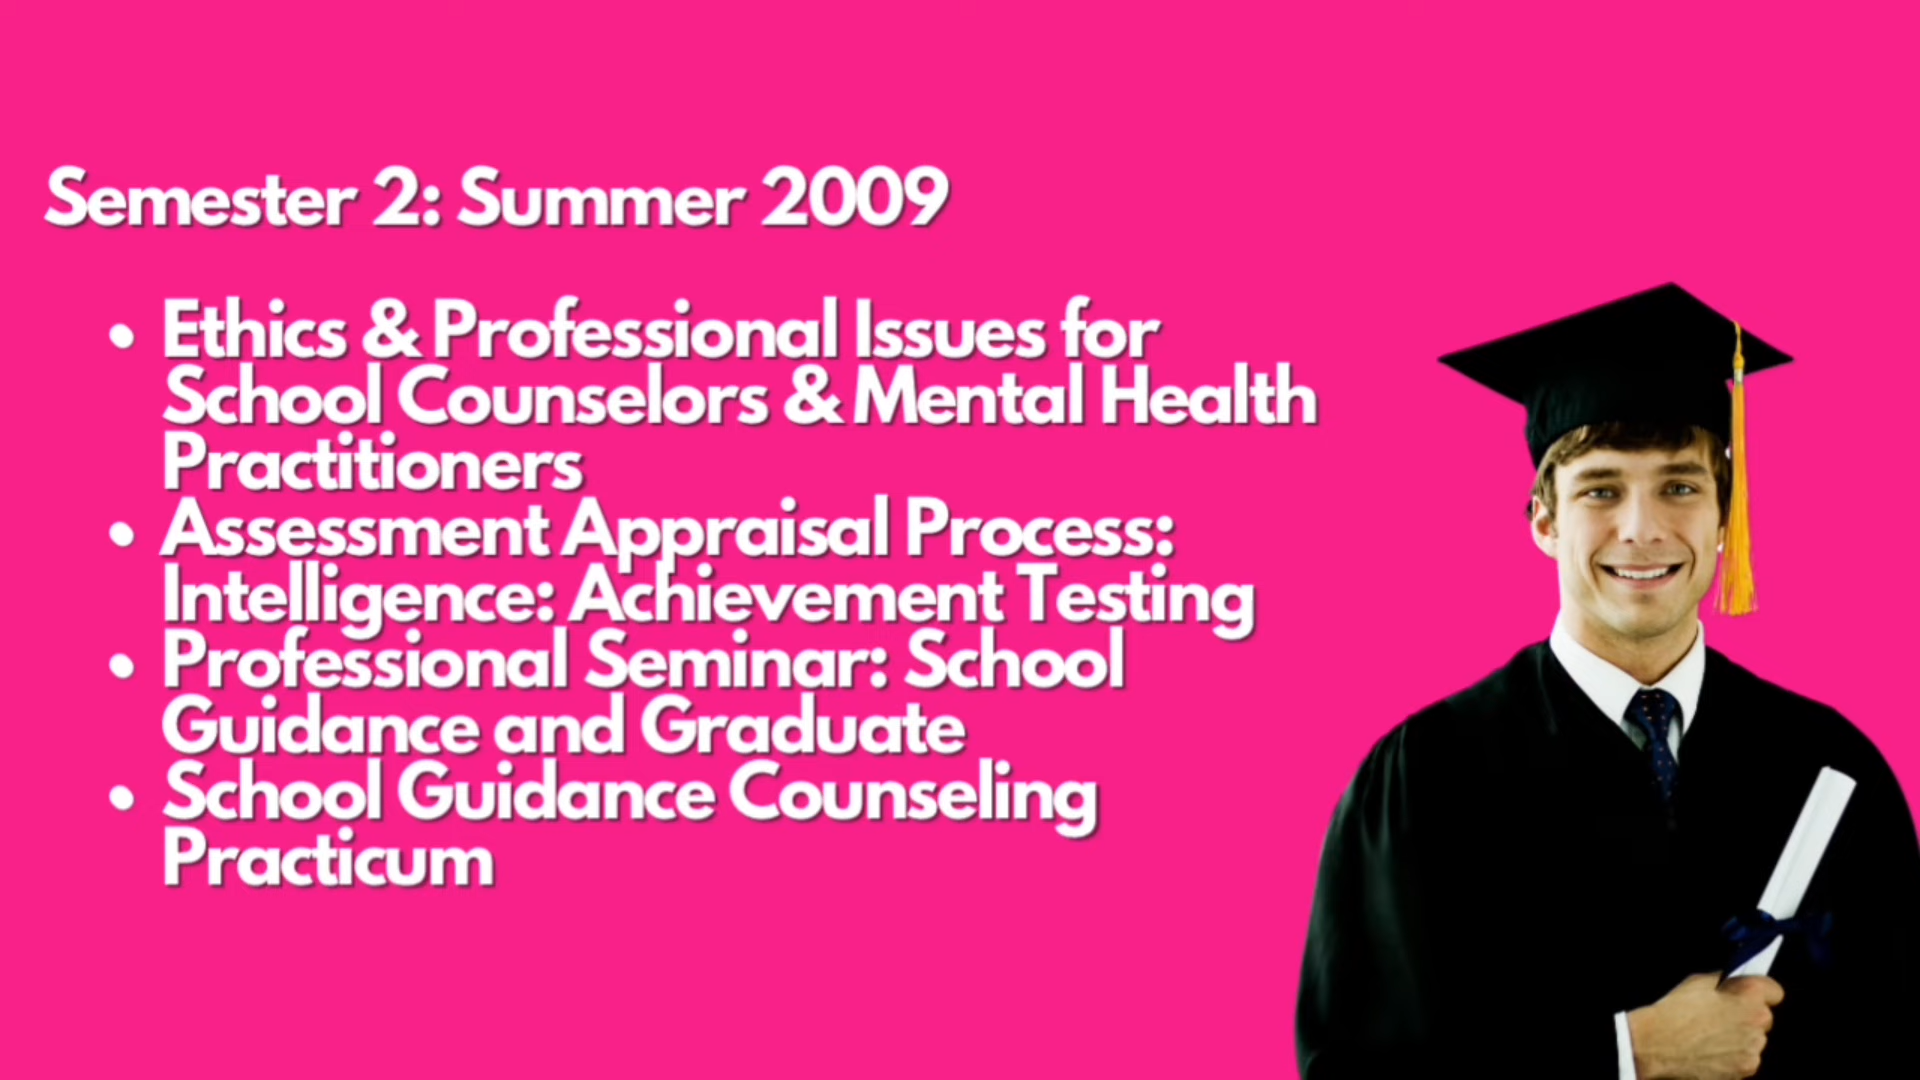 Semester 2: Summer 2009
• Ethics & Professional Issues for
School Counselors & Mental Health
Practitioners
• Assessment Appraisal Process:
Intelligence: Achievement Testing
• Professional Seminar: School
Guidance and Graduate
• School Guidance Counseling
Practicum